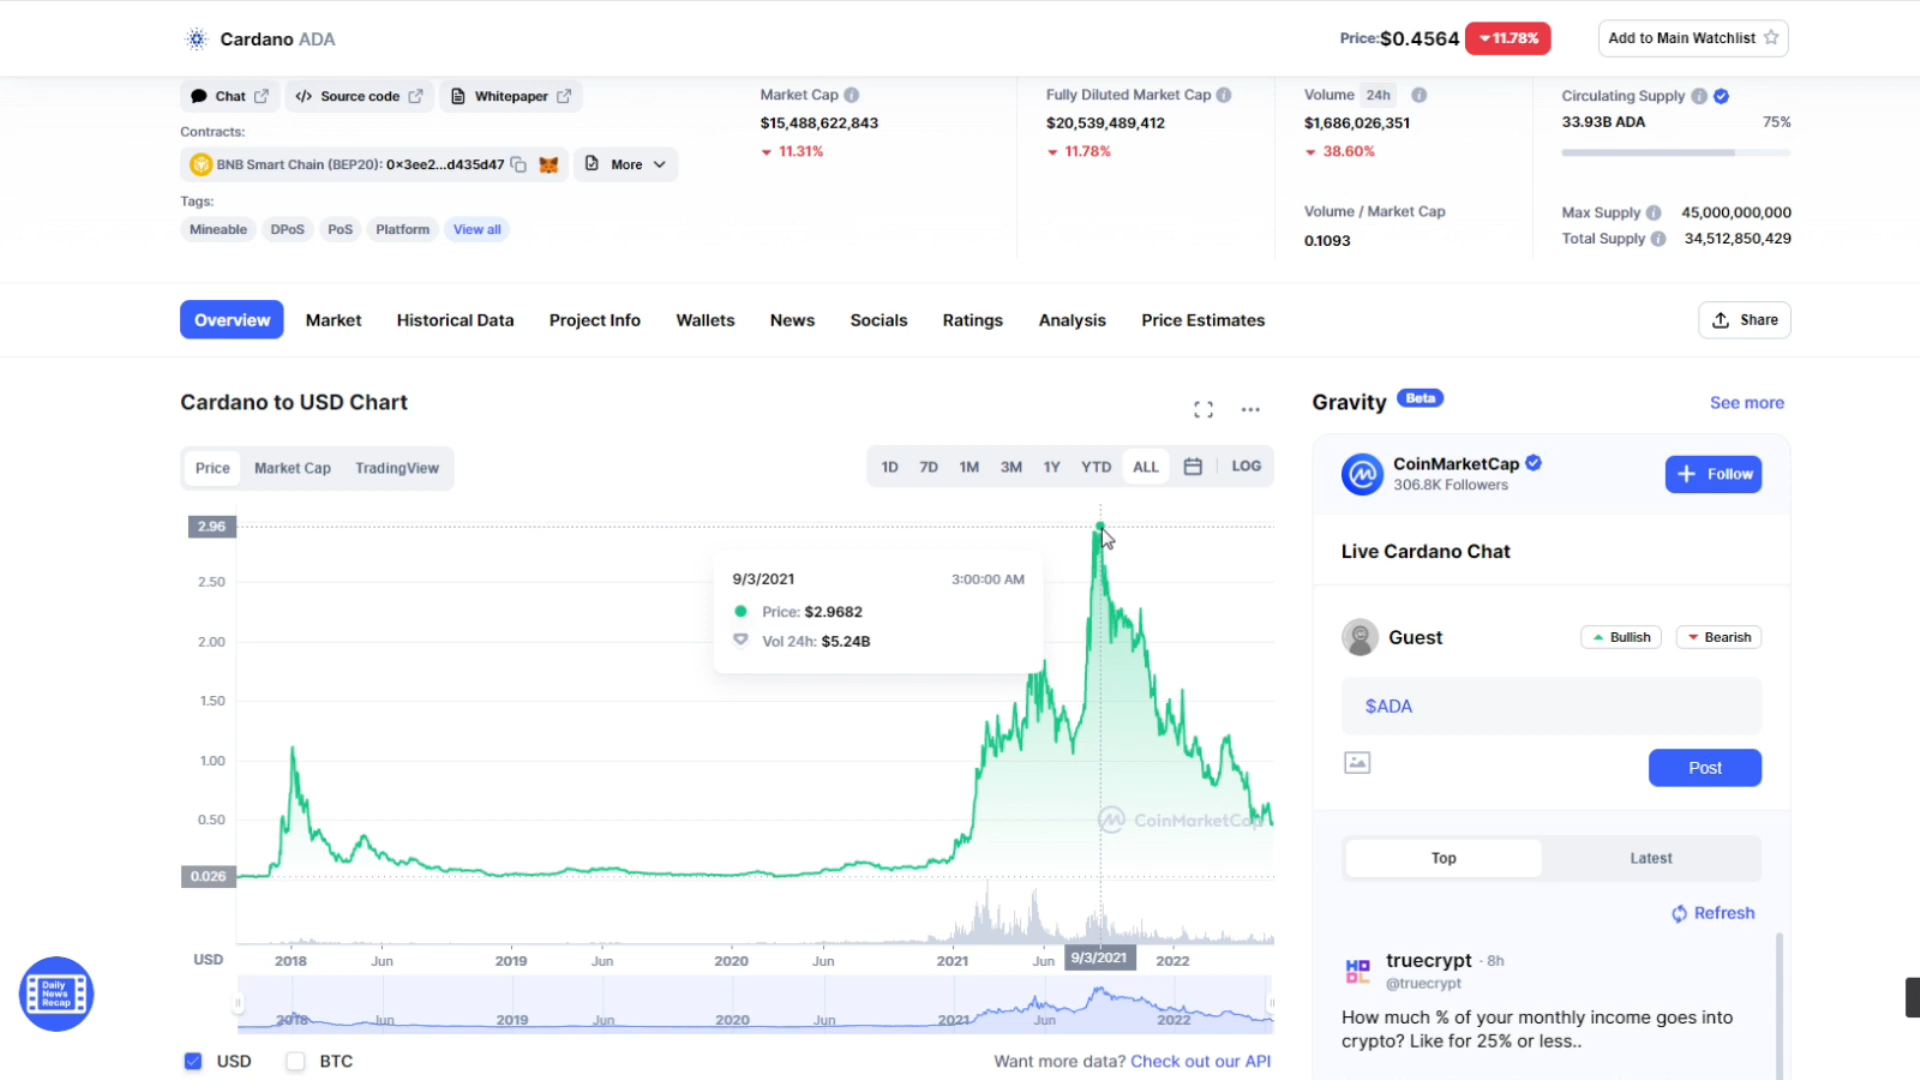 Cardano ADA
Price:$0.4564 11.78%
Add to Main Watchlist
Chat Source code Whitepaper
Contracts:
BNB Smart Chain (BEP20): 0x3ee2...d435d47 More
Tags:
Mineable DPoS PoS Platform View all
Market Cap
$15,488,622,843
11.31%
Fully Diluted Market Cap
$20,539,489,412
11.78%
Volume 24h
$1,686,026,351
38.60%
Volume / Market Cap
0.1093
Circulating Supply
33.93B ADA 75%
Max Supply 45,000,000,000
Total Supply 34,512,850,429
Overview Market Historical Data Project Info Wallets News Socials Ratings Analysis Price Estimates
Share
Cardano to USD Chart
Price Market Cap TradingView
1D 7D 1M 3M 1Y YTD ALL LOG
2.96
2.50
2.00
1.50
1.00
0.50
0.026
9/3/2021 3:00:00 AM
Price: $2.9682
Vol 24h: $5.24B
CoinMarketCap
USD 2018 Jun 2019 Jun 2020 Jun 2021 Jun 9/3/2021 2022
2018 Jun 2019 Jun 2020 Jun 2021 Jun 2022
USD BTC
Want more data? Check out our API
Gravity Beta
See more
CoinMarketCap
306.8K Followers
Follow
Live Cardano Chat
Guest
Bullish Bearish
$ADA
Post
Top Latest
Refresh
HODL
truecrypt · 8h
@truecrypt
How much % of your monthly income goes into
crypto? Like for 25% or less..
Daily
News
Recap